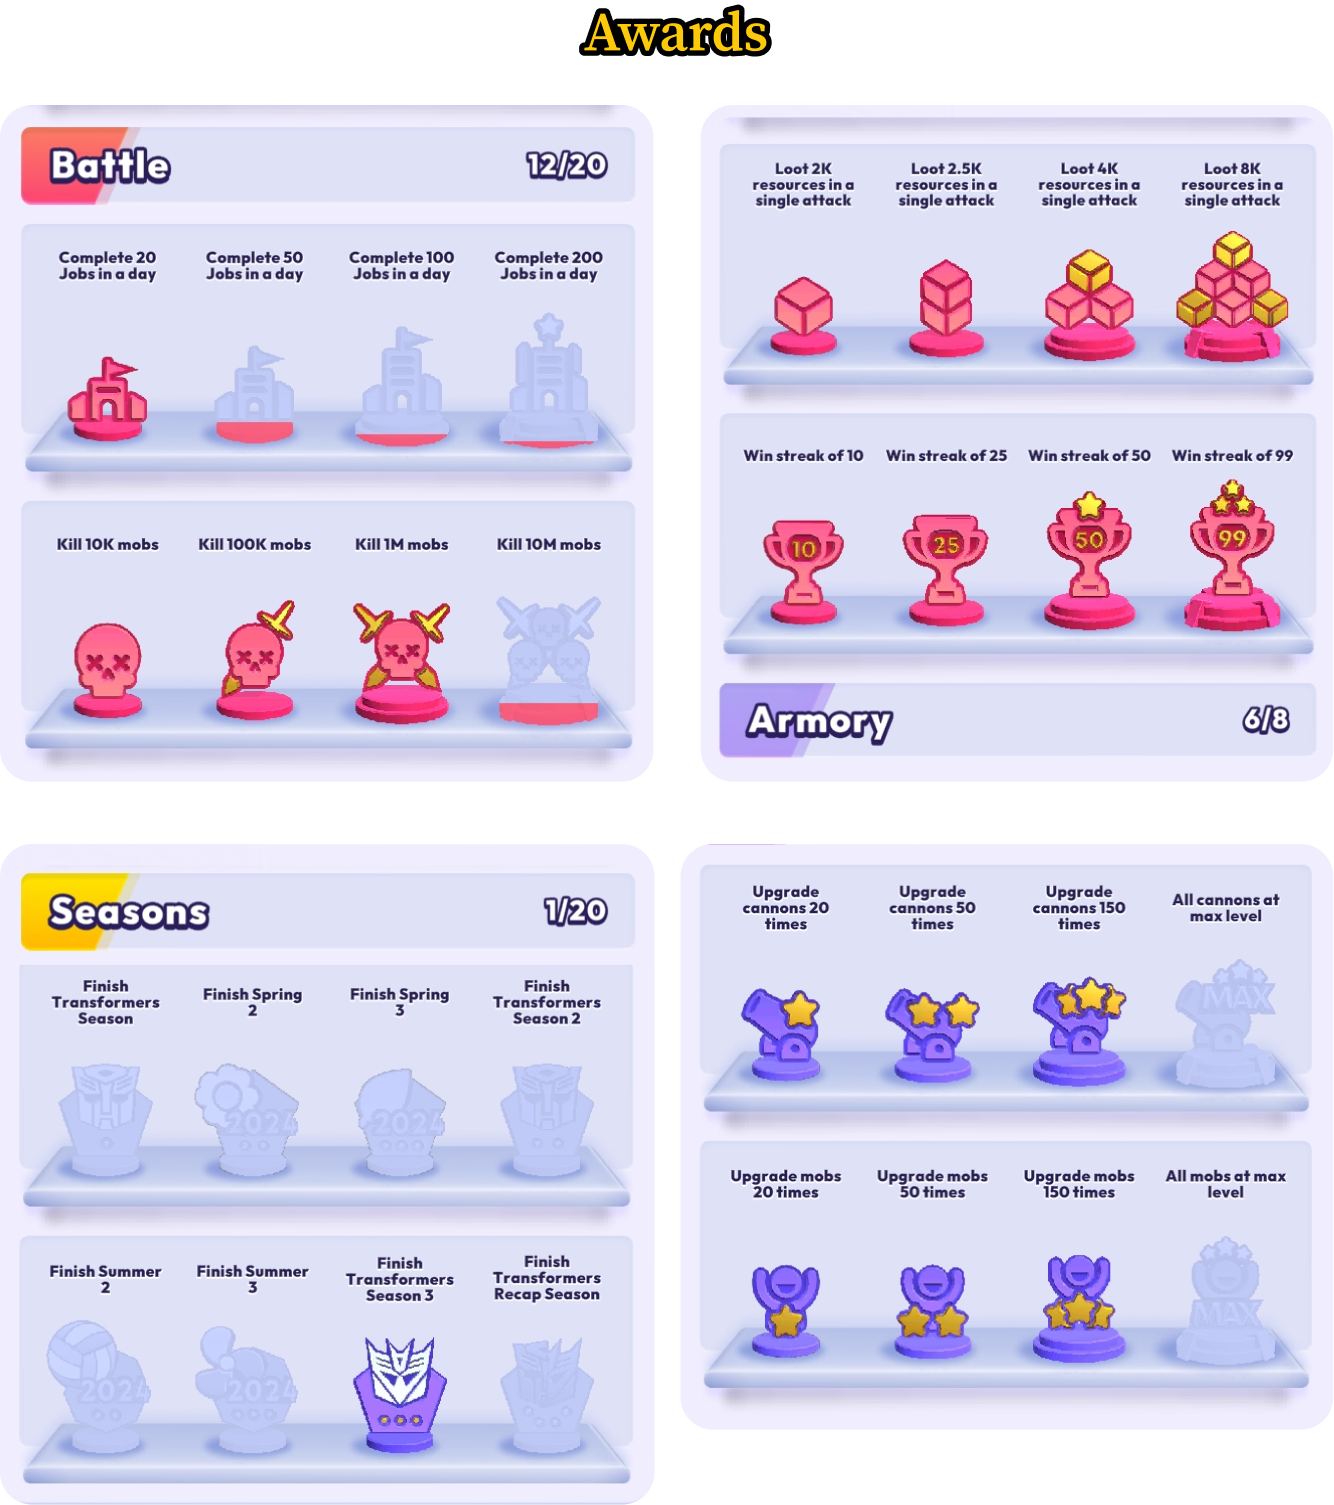 Awards
Battle
12/20
Complete 20
Jobs in a day
Complete 50
Jobs in a day
Complete 100
Jobs in a day
Complete 200
Jobs in a day
Kill 10K mobs
Kill 100K mobs
Kill 1M mobs
Kill 10M mobs
Loot 2K
resources in a
single attack
Loot 2.5K
resources in a
single attack
Loot 4K
resources in a
single attack
Loot 8K
resources in a
single attack
Win streak of 10
Win streak of 25
Win streak of 50
Win streak of 99
10
25
50
99
Armory
6/8
Seasons
1/20
Finish
Transformers
Season
Finish Spring
2
Finish Spring
3
Finish
Transformers
Season 2
2024
2024
Finish Summer
2
Finish Summer
3
Finish
Transformers
Season 3
Finish
Transformers
Recap Season
2024
2024
Upgrade
cannons 20
times
Upgrade
cannons 50
times
Upgrade
cannons 150
times
All cannons at
max level
MAX
Upgrade mobs
20 times
Upgrade mobs
50 times
Upgrade mobs
150 times
All mobs at max
level
MAX